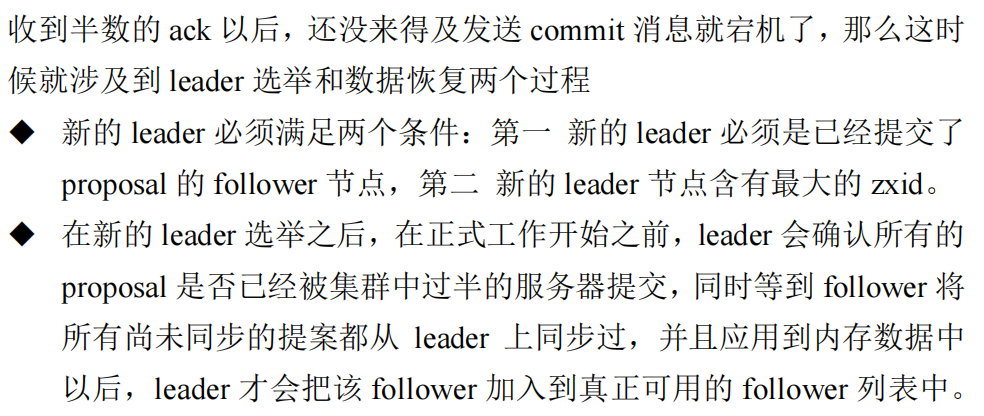 收到半数的 ack 以后，还没来得及发送 commit 消息就宕机了，那么这时
候就涉及到 leader 选举和数据恢复两个过程
◆ 新的 leader 必须满足两个条件：第一 新的 leader 必须是已经提交了
proposal 的 follower 节点，第二 新的 leader 节点含有最大的 zxid。
◆ 在新的 leader 选举之后，在正式工作开始之前，leader 会确认所有的
proposal 是否已经被集群中过半的服务器提交，同时等到 follower 将
所有尚未同步的提案都从 leader 上同步过，并且应用到内存数据中
以后，leader 才会把该 follower 加入到真正可用的 follower 列表中。